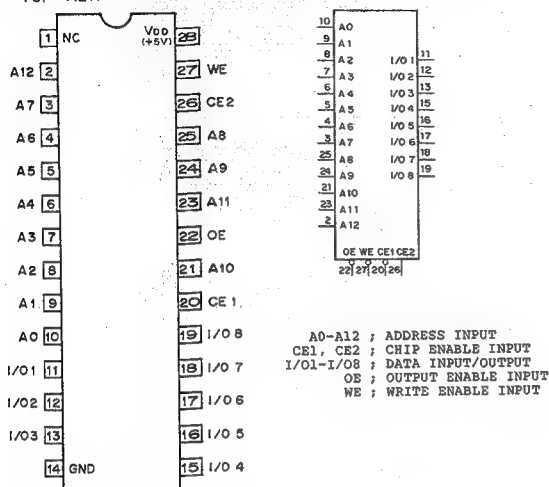 TOP VIEW
1 NC
VDD (+5V) 28
A12 2
27 WE
A7 3
26 CE2
A6 4
25 A8
A5 5
24 A9
A4 6
23 A11
A3 7
22 OE
A2 8
21 A10
A1 9
20 CE1
A0 10
19 I/O 8
I/O1 11
18 I/O 7
I/O2 12
17 I/O 6
I/O3 13
16 I/O 5
14 GND
15 I/O 4
10 A0
9 A1
8 A2
7 A3
6 A4
5 A5
4 A6
3 A7
25 A8
24 A9
21 A10
23 A11
2 A12
I/O 1 11
I/O 2 12
I/O 3 13
I/O 4 15
I/O 5 16
I/O 6 17
I/O 7 18
I/O 8 19
OE WE CE1 CE2
22 27 20 26
A0-A12 ; ADDRESS INPUT
CE1, CE2 ; CHIP ENABLE INPUT
I/O1-I/O8 ; DATA INPUT/OUTPUT
OE ; OUTPUT ENABLE INPUT
WE ; WRITE ENABLE INPUT